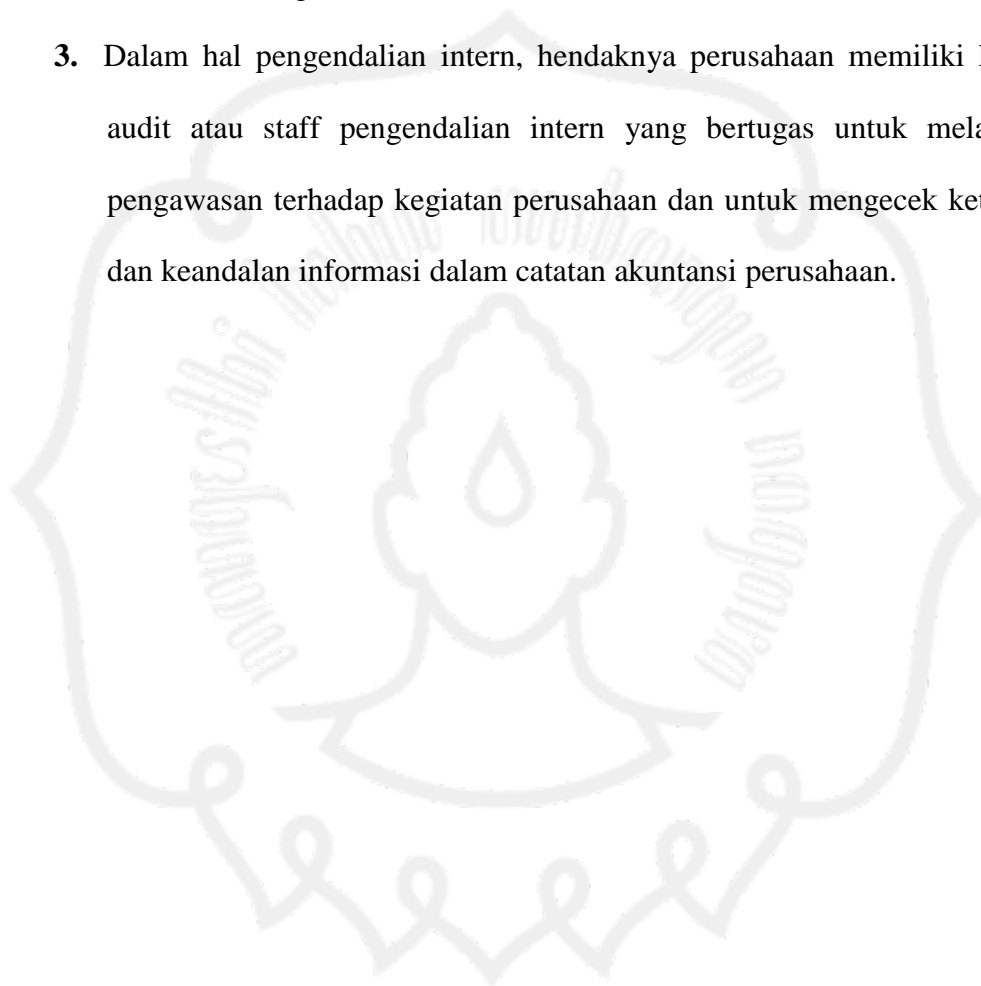 3. Dalam hal pengendalian intern, hendaknya perusahaan memiliki
audit atau staff pengendalian intern yang bertugas untuk
pengawasan terhadap kegiatan perusahaan dan untuk mengecek
dan keandalan informasi dalam catatan akuntansi perusahaan.